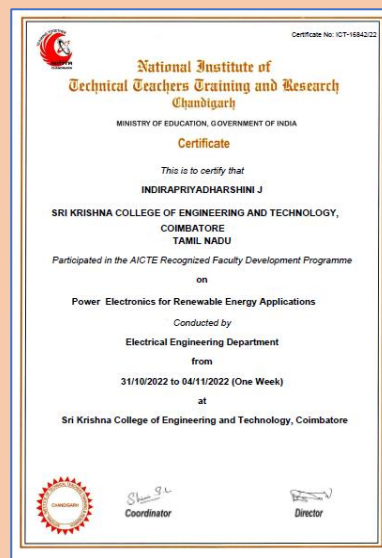 Certificate No: ICT-16842/22
National Institute of
Technical Teachers Training and Research
Chandigarh
MINISTRY OF EDUCATION, GOVERNMENT OF INDIA
Certificate
This is to certify that
INDIRAPRIYADHARSHINI J
SRI KRISHNA COLLEGE OF ENGINEERING AND TECHNOLOGY,
COIMBATORE
TAMIL NADU
Participated in the AICTE Recognized Faculty Development Programme
on
Power Electronics for Renewable Energy Applications
Conducted by
Electrical Engineering Department
from
31/10/2022 to 04/11/2022 (One Week)
at
Sri Krishna College of Engineering and Technology, Coimbatore
CHANDIGARH
Coordinator
Director